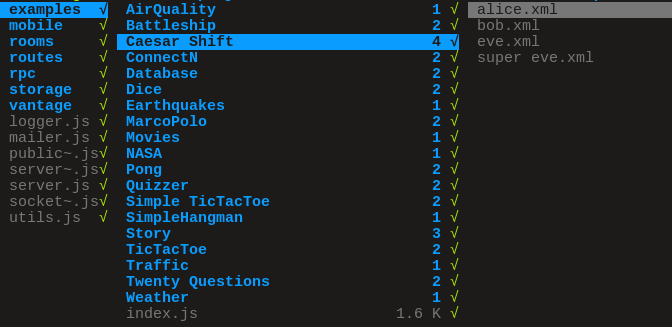 examples √ AirQuality 1 √ alice.xml
mobile √ Battleship 2 √ bob.xml
rooms √ Caesar Shift 4 √ eve.xml
routes √ ConnectN 2 √ super eve.xml
rpc √ Database 2 √
storage √ Dice 2 √
vantage √ Earthquakes 1 √
logger.js √ MarcoPolo 2 √
mailer.js √ Movies 1 √
public~.js√ NASA 1 √
server~.js√ Pong 2 √
server.js √ Quizzer 2 √
socket~.js√ Simple TicTacToe 2 √
utils.js √ SimpleHangman 1 √
Story 3 √
TicTacToe 2 √
Traffic 1 √
Twenty Questions 2 √
Weather 1 √
index.js 1.6 K √